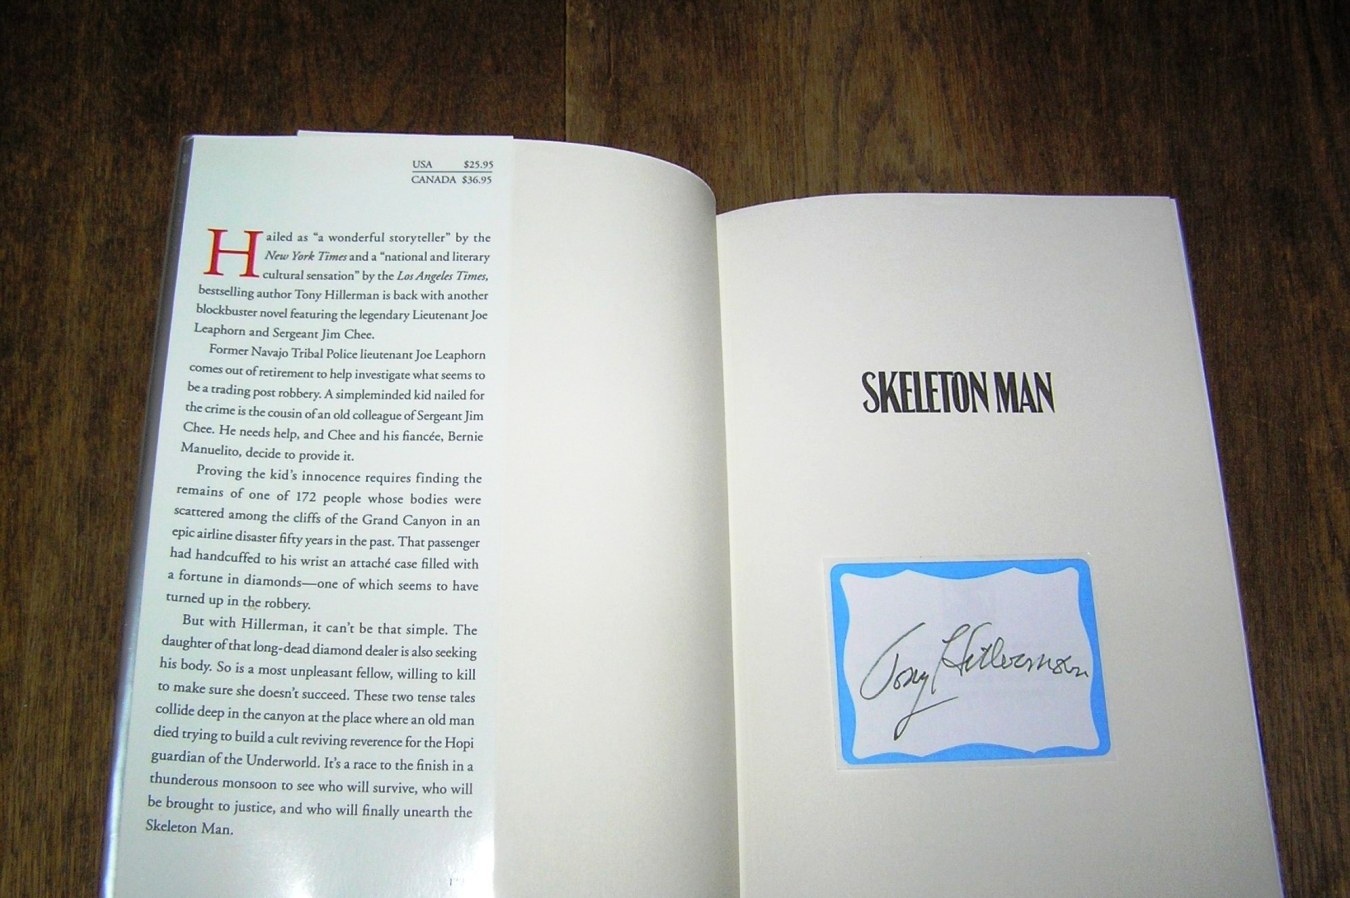 USA $25.95
CANADA $36.95
Hailed as “a wonderful storyteller” by the
New York Times and a “national and literary
cultural sensation” by the Los Angeles Times,
bestselling author Tony Hillerman is back with another
blockbuster novel featuring the legendary Lieutenant Joe
Leaphorn and Sergeant Jim Chee.
Former Navajo Tribal Police lieutenant Joe Leaphorn
comes out of retirement to help investigate what seems to
be a trading post robbery. A simpleminded kid nailed for
the crime is the cousin of an old colleague of Sergeant Jim
Chee. He needs help, and Chee and his fiancée, Bernie
Manuelito, decide to provide it.
Proving the kid’s innocence requires finding the
remains of one of 172 people whose bodies were
scattered among the cliffs of the Grand Canyon in an
epic airline disaster fifty years in the past. That passenger
had handcuffed to his wrist an attaché case filled with
a fortune in diamonds—one of which seems to have
turned up in the robbery.
But with Hillerman, it can’t be that simple. The
daughter of that long-dead diamond dealer is also seeking
his body. So is a most unpleasant fellow, willing to kill
to make sure she doesn’t succeed. These two tense tales
collide deep in the canyon at the place where an old man
died trying to build a cult reviving reverence for the Hopi
guardian of the Underworld. It’s a race to the finish in a
thunderous monsoon to see who will survive, who will
be brought to justice, and who will finally unearth the
Skeleton Man.
SKELETON MAN
Tony Hillerman